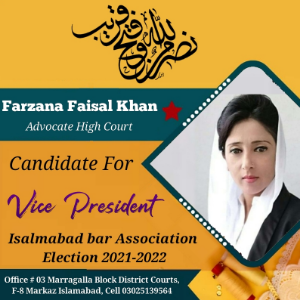 نصر من الله وفتح قريب
Farzana Faisal Khan
Advocate High Court
Candidate For
Vice President
Isalmabad bar Association
Election 2021-2022
Office # 03 Marragalla Block District Courts,
F-8 Markaz Islamabad, Cell 03025139564